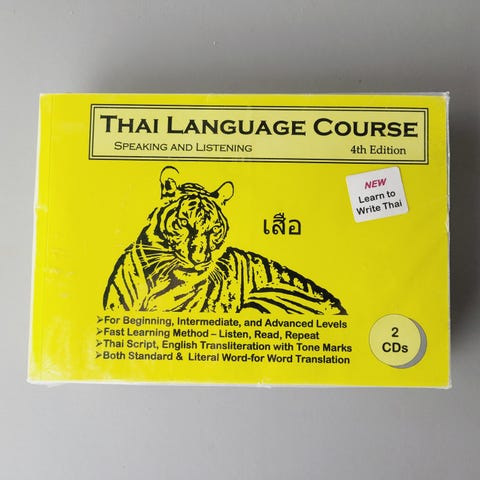 THAI LANGUAGE COURSE
SPEAKING AND LISTENING
4th Edition
NEW
Learn to
Write Thai
เสือ
➢For Beginning, Intermediate, and Advanced Levels
➢Fast Learning Method – Listen, Read, Repeat
➢Thai Script, English Transliteration with Tone Marks
➢Both Standard & Literal Word-for Word Translation
2
CDs